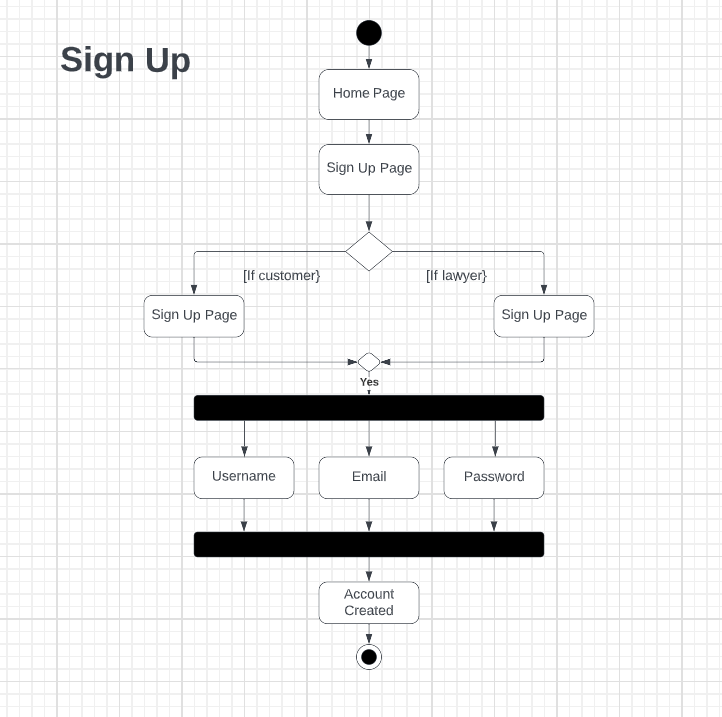 Sign Up
Home Page
Sign Up Page
[If customer}
[If lawyer}
Sign Up Page
Sign Up Page
Yes
Username
Email
Password
Account
Created